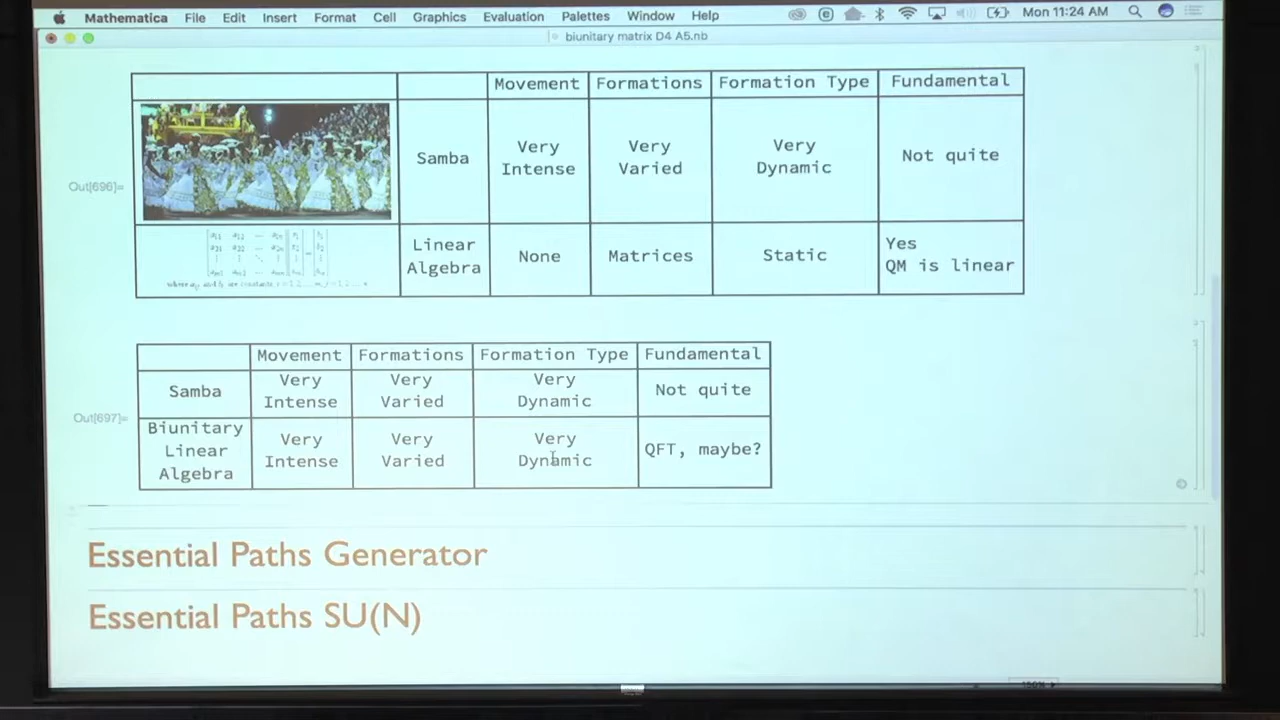 Mathematica File Edit Insert Format Cell Graphics Evaluation Palettes Window Help Mon 11:24 AM
biunitary matrix D4 A5.nb
Movement Formations Formation Type Fundamental
Out[696]=
Samba
Very
Intense
Very
Varied
Very
Dynamic
Not quite
Linear
Algebra
None
Matrices
Static
Yes
QM is linear
Out[697]=
Movement Formations Formation Type Fundamental
Samba
Very
Intense
Very
Varied
Very
Dynamic
Not quite
Biunitary
Linear
Algebra
Very
Intense
Very
Varied
Very
Dynamic
QFT, maybe?
Essential Paths Generator
Essential Paths SU(N)
150%